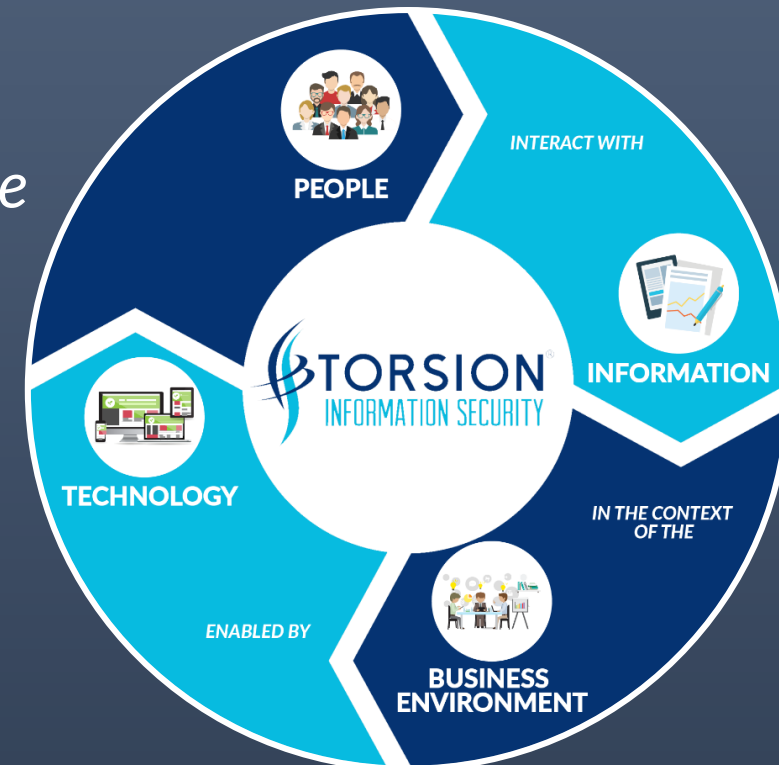 e
PEOPLE
INTERACT WITH
INFORMATION
IN THE CONTEXT
OF THE
BUSINESS
ENVIRONMENT
ENABLED BY
TECHNOLOGY
TORSION®
INFORMATION SECURITY